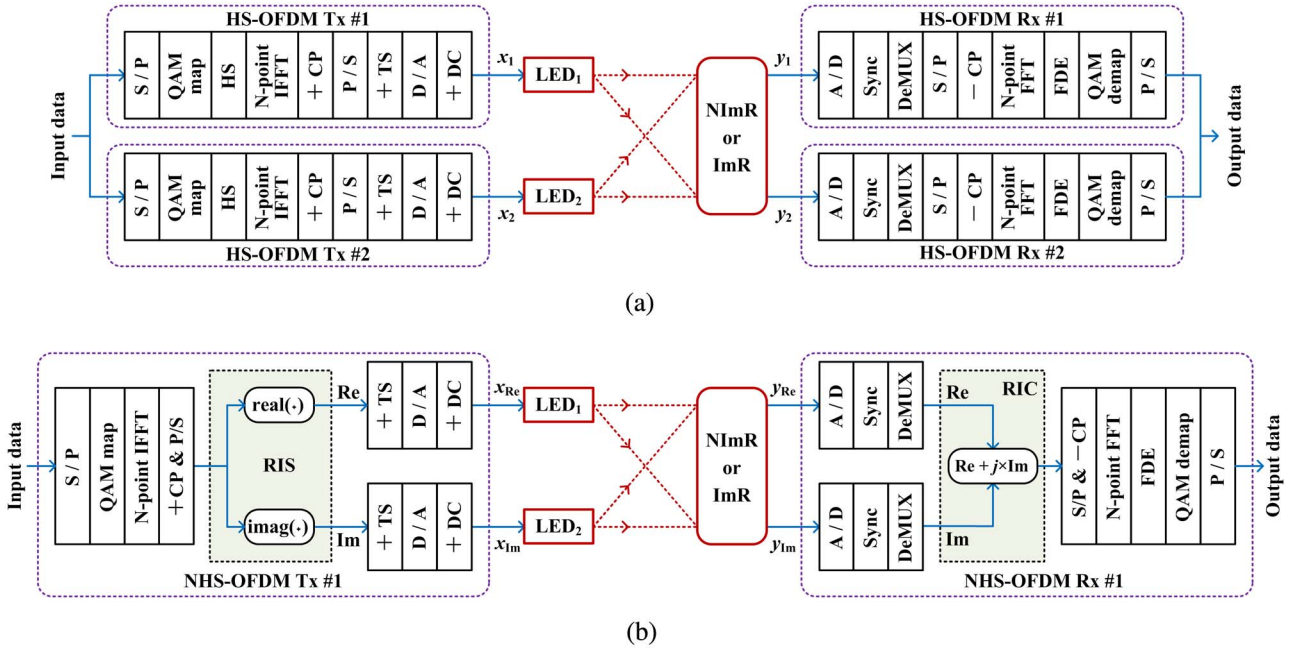 HS-OFDM Tx #1
S / P
QAM
map
HS
N-point
IFFT
+ CP
P / S
+ TS
D / A
+ DC
x1
LED1
Input data
S / P
QAM
map
HS
N-point
IFFT
+ CP
P / S
+ TS
D / A
+ DC
x2
LED2
HS-OFDM Tx #2
NImR
or
ImR
HS-OFDM Rx #1
y1
A / D
Sync
DeMUX
S / P
− CP
N-point
FFT
FDE
QAM
demap
P / S
y2
A / D
Sync
DeMUX
S / P
− CP
N-point
FFT
FDE
QAM
demap
P / S
HS-OFDM Rx #2
Output data
(a)
Input data
S / P
QAM map
N-point IFFT
+CP & P/S
real(·)
RIS
imag(·)
Re
Im
+ TS
D / A
+ DC
+ TS
D / A
+ DC
NHS-OFDM Tx #1
xRe
LED1
xIm
LED2
NImR
or
ImR
yRe
A / D
Sync
DeMUX
yIm
A / D
Sync
DeMUX
Re
RIC
Re + j×Im
Im
S/P & −CP
N-point FFT
FDE
QAM demap
P / S
NHS-OFDM Rx #1
Output data
(b)